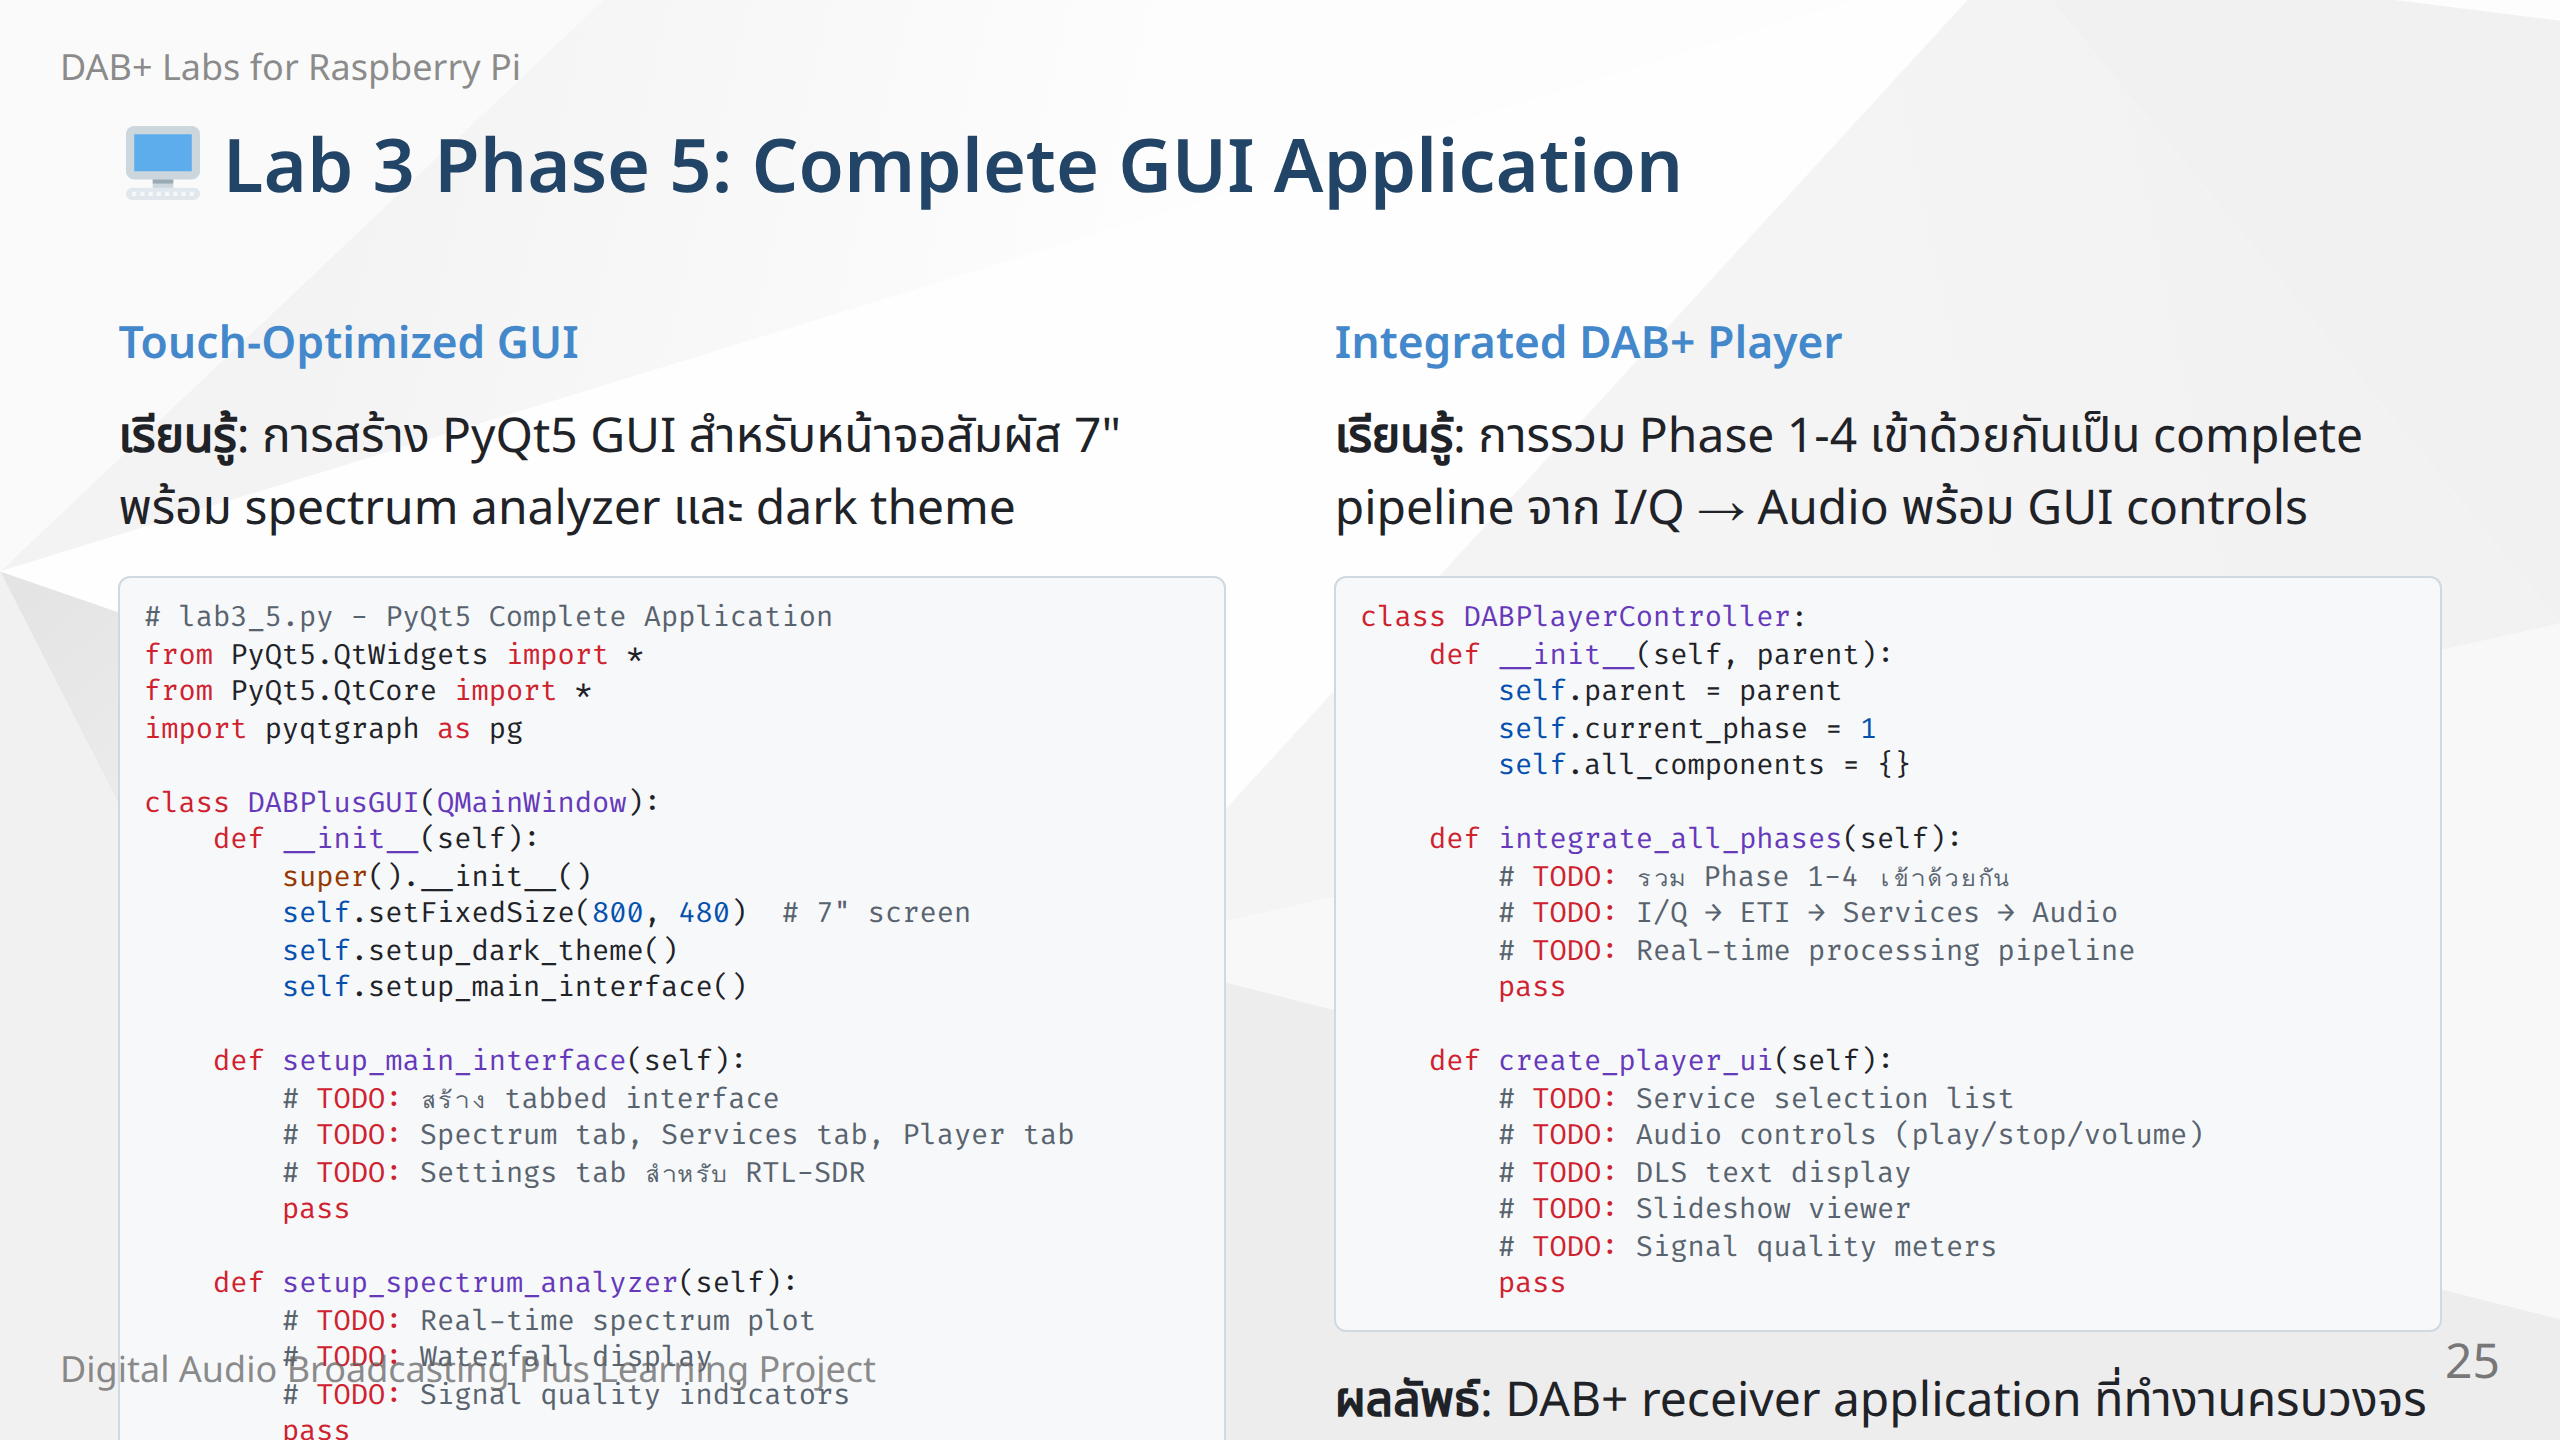 DAB+ Labs for Raspberry Pi
Lab 3 Phase 5: Complete GUI Application
Touch-Optimized GUI
เรียนรู้: การสร้าง PyQt5 GUI สำหรับหน้าจอสัมผัส 7"
พร้อม spectrum analyzer และ dark theme
# lab3_5.py - PyQt5 Complete Application
from PyQt5.QtWidgets import *
from PyQt5.QtCore import *
import pyqtgraph as pg
class DABPlusGUI(QMainWindow):
    def __init__(self):
        super().__init__()
        self.setFixedSize(800, 480)  # 7" screen
        self.setup_dark_theme()
        self.setup_main_interface()
    def setup_main_interface(self):
        # TODO: สร้าง tabbed interface
        # TODO: Spectrum tab, Services tab, Player tab
        # TODO: Settings tab สำหรับ RTL-SDR
        pass
    def setup_spectrum_analyzer(self):
        # TODO: Real-time spectrum plot
        # TODO: Waterfall display
        # TODO: Signal quality indicators
        pass
Integrated DAB+ Player
เรียนรู้: การรวม Phase 1-4 เข้าด้วยกันเป็น complete
pipeline จาก I/Q → Audio พร้อม GUI controls
class DABPlayerController:
    def __init__(self, parent):
        self.parent = parent
        self.current_phase = 1
        self.all_components = {}
    def integrate_all_phases(self):
        # TODO: รวม Phase 1-4 เข้าด้วยกัน
        # TODO: I/Q → ETI → Services → Audio
        # TODO: Real-time processing pipeline
        pass
    def create_player_ui(self):
        # TODO: Service selection list
        # TODO: Audio controls (play/stop/volume)
        # TODO: DLS text display
        # TODO: Slideshow viewer
        # TODO: Signal quality meters
        pass
ผลลัพธ์: DAB+ receiver application ที่ทำงานครบวงจร
Digital Audio Broadcasting Plus Learning Project
25